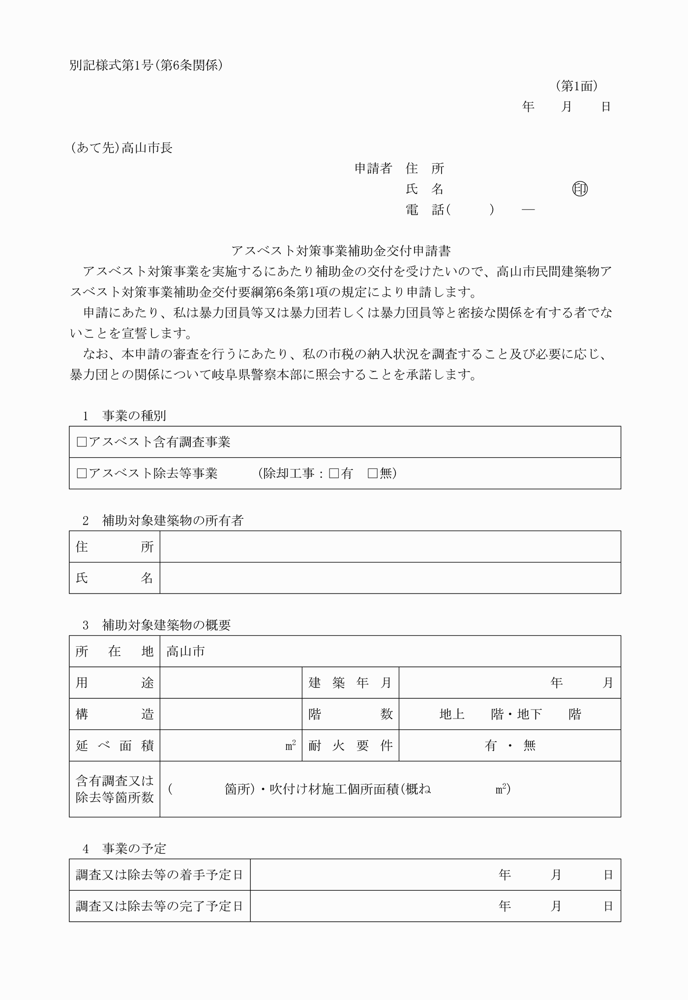 別記様式第1号(第6条関係)
(第1面)
年　月　日
(あて先)高山市長
申請者　住　所
氏　名　㊞
電　話(　　　)　　―
アスベスト対策事業補助金交付申請書
アスベスト対策事業を実施するにあたり補助金の交付を受けたいので、高山市民間建築物ア
スベスト対策事業補助金交付要綱第6条第1項の規定により申請します。
申請にあたり、私は暴力団員等又は暴力団若しくは暴力団員等と密接な関係を有する者でな
いことを宣誓します。
なお、本申請の審査を行うにあたり、私の市税の納入状況を調査すること及び必要に応じ、
暴力団との関係について岐阜県警察本部に照会することを承諾します。
1　事業の種別
□アスベスト含有調査事業
□アスベスト除去等事業　　　(除却工事：□有　□無)
2　補助対象建築物の所有者
住　所
氏　名
3　補助対象建築物の概要
所在地　高山市
用途　建築年月　年　月
構造　階数　地上　　階・地下　　階
延べ面積　m²　耐火要件　有　・　無
含有調査又は
除去等箇所数
(　　　　箇所)・吹付け材施工個所面積(概ね　　　　　m²)
4　事業の予定
調査又は除去等の着手予定日　年　月　日
調査又は除去等の完了予定日　年　月　日